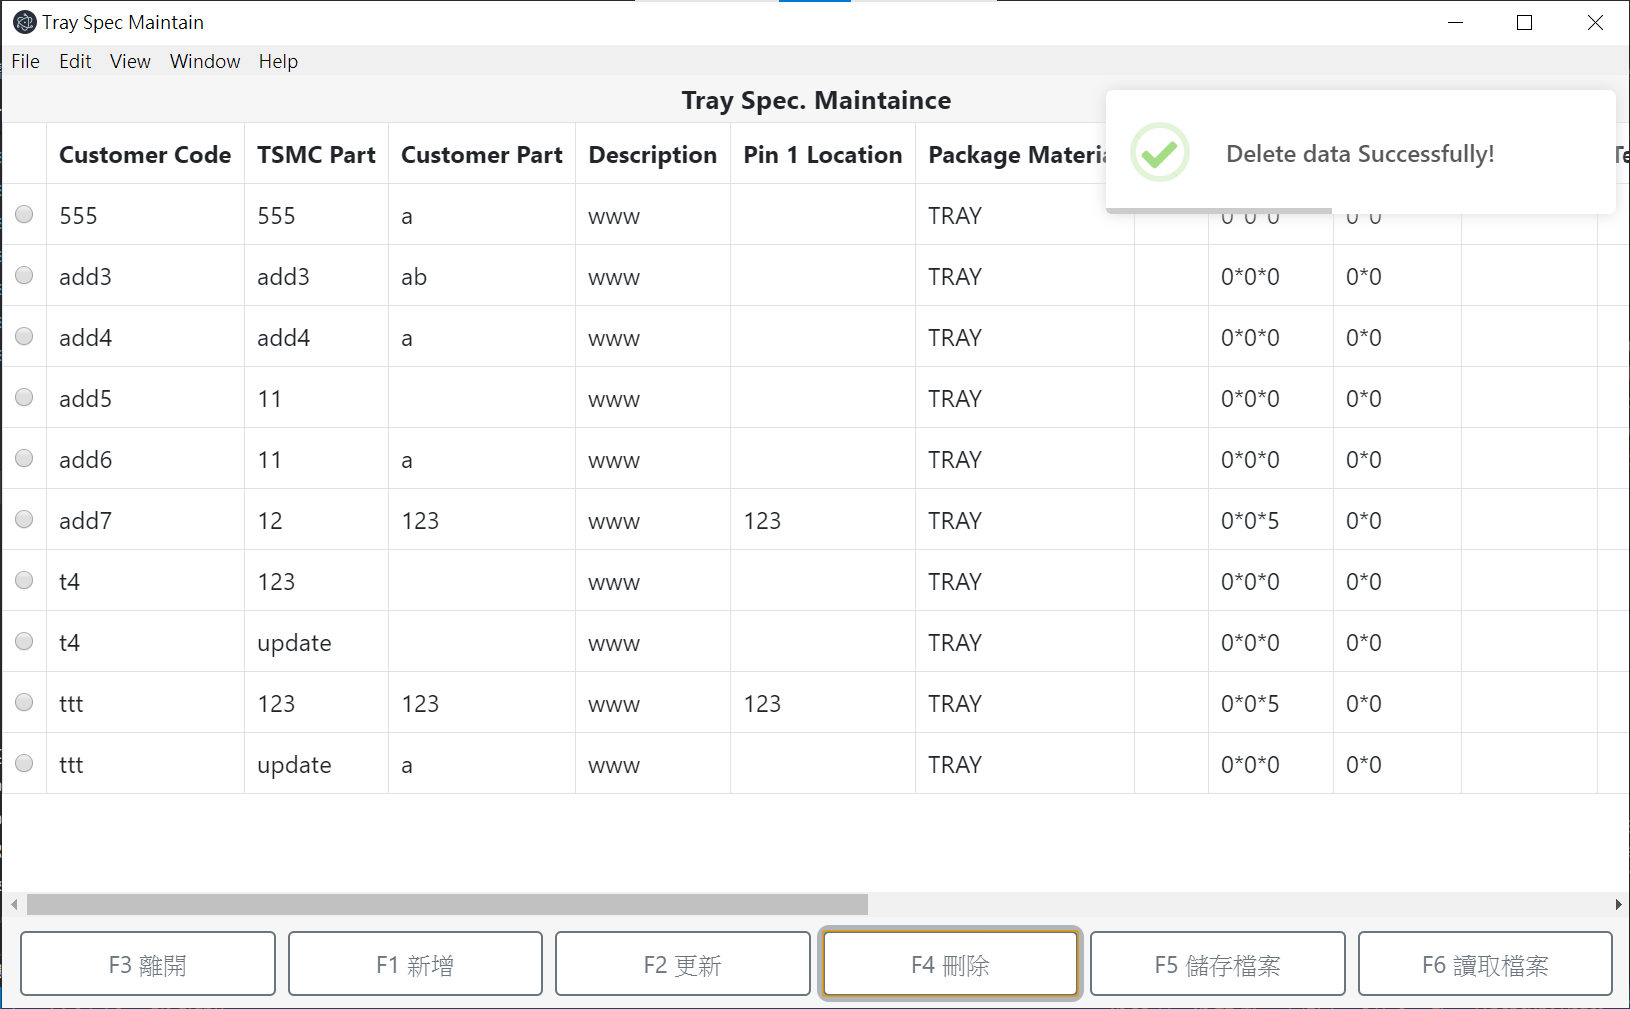 Tray Spec Maintain
File Edit View Window Help
Tray Spec. Maintaince
Delete data Successfully!
Customer Code TSMC Part Customer Part Description Pin 1 Location Package Materia
555 555 a www TRAY 0*0*0 0*0
add3 add3 ab www TRAY 0*0*0 0*0
add4 add4 a www TRAY 0*0*0 0*0
add5 11 www TRAY 0*0*0 0*0
add6 11 a www TRAY 0*0*0 0*0
add7 12 123 www 123 TRAY 0*0*5 0*0
t4 123 www TRAY 0*0*0 0*0
t4 update www TRAY 0*0*0 0*0
ttt 123 123 www 123 TRAY 0*0*5 0*0
ttt update a www TRAY 0*0*0 0*0
F3 離開 F1 新增 F2 更新 F4 刪除 F5 儲存檔案 F6 讀取檔案